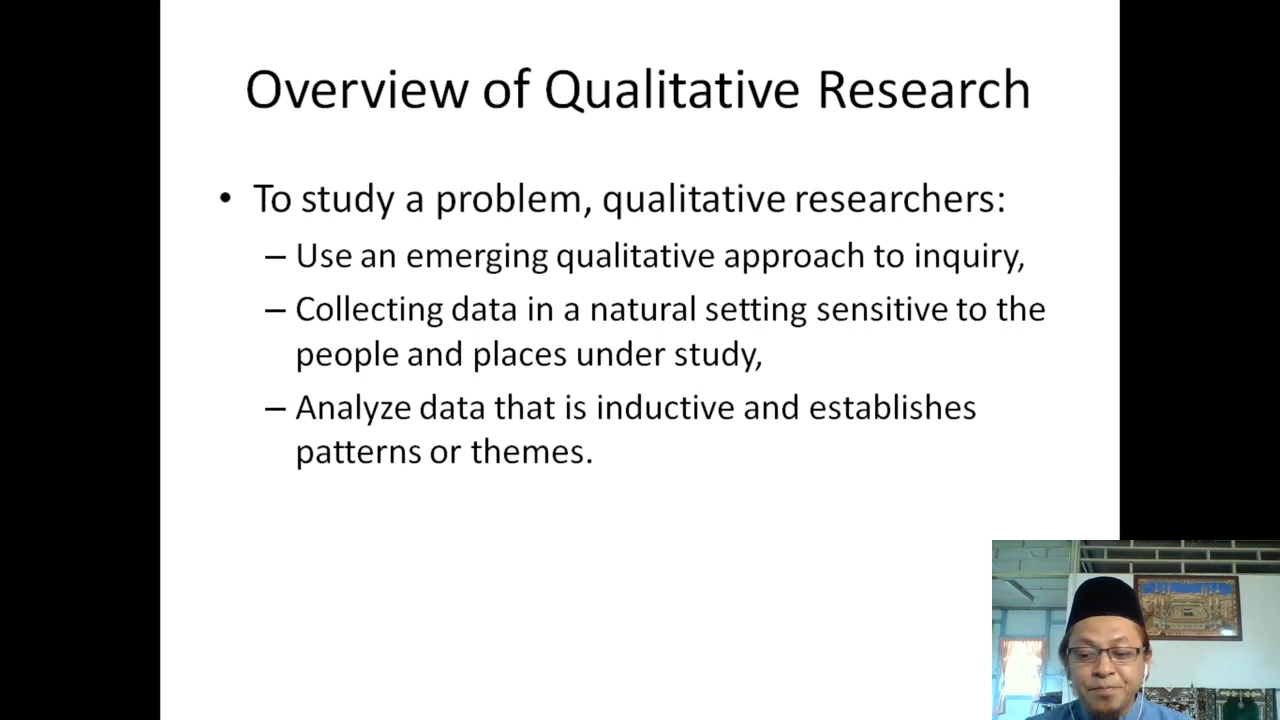 Overview of Qualitative Research
• To study a problem, qualitative researchers:
– Use an emerging qualitative approach to inquiry,
– Collecting data in a natural setting sensitive to the
people and places under study,
– Analyze data that is inductive and establishes
patterns or themes.